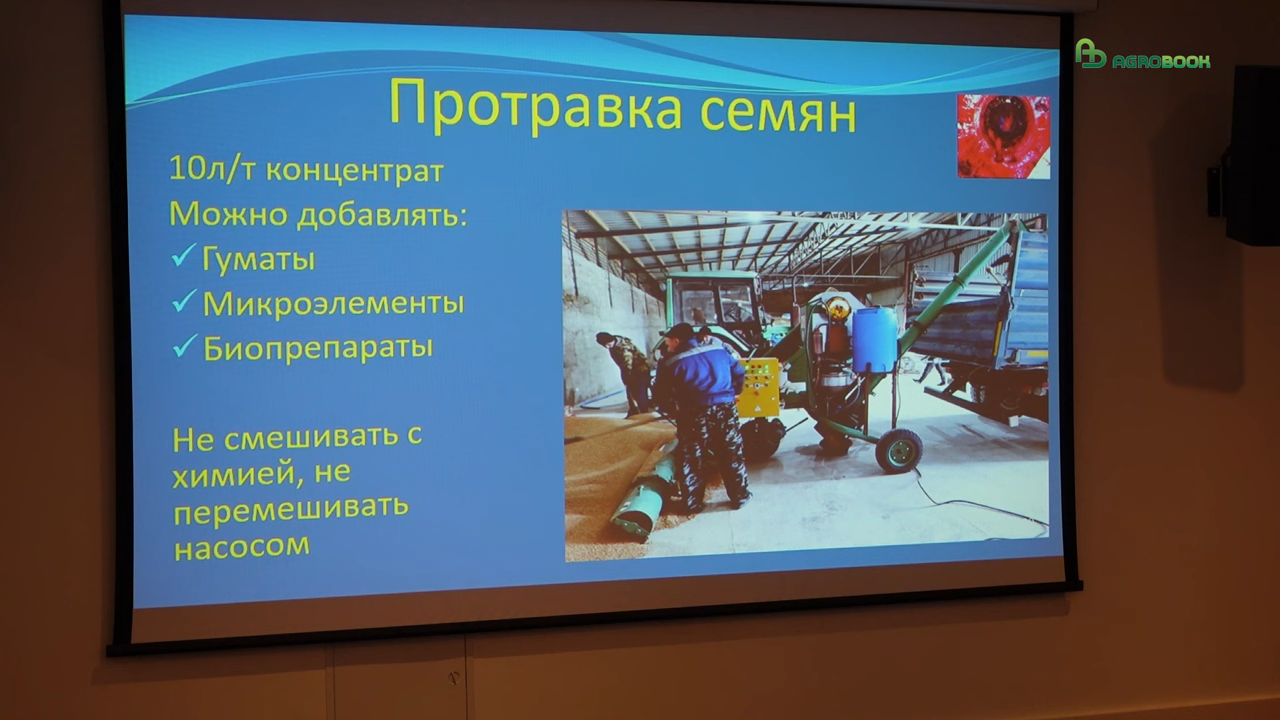 AGROBOOK
Протравка семян
10л/т концентрат
Можно добавлять:
✓ Гуматы
✓ Микроэлементы
✓ Биопрепараты
Не смешивать с
химией, не
перемешивать
насосом